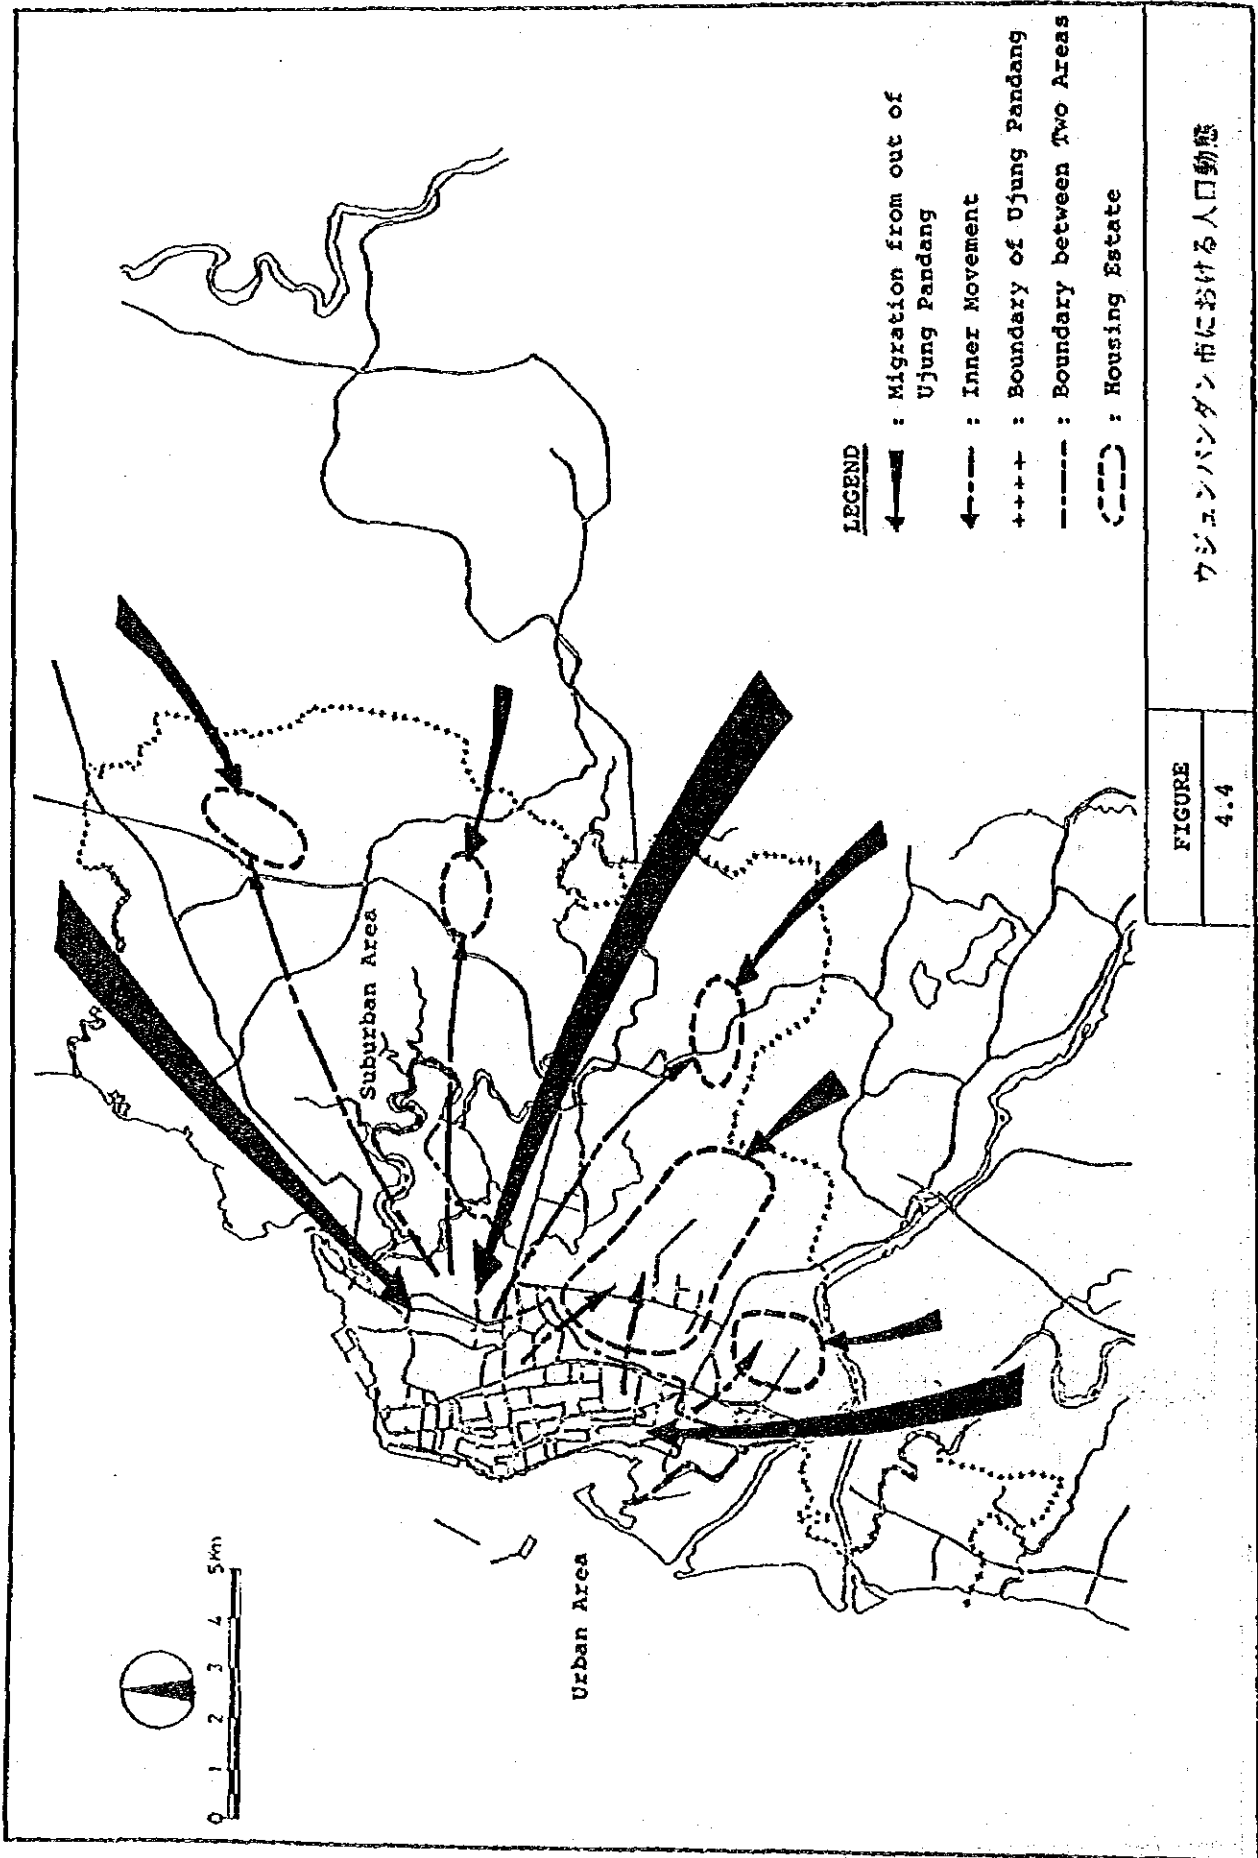 0 1 2 3 4 5Km
Suburban Area
Urban Area
LEGEND
: Migration from out of
Ujung Pandang
: Inner Movement
: Boundary of Ujung Pandang
: Boundary between Two Areas
: Housing Estate
FIGURE
4.4
ウジュンパンダン市における人口動態